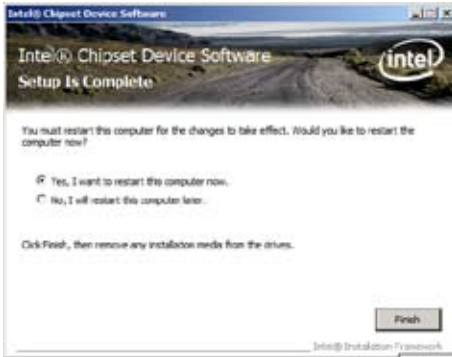 Intel® Chipset Device Software
Intel® Chipset Device Software
Setup Is Complete
intel
You must restart this computer for the changes to take effect. Would you like to restart the
computer now?
Yes, I want to restart this computer now.
No, I will restart this computer later.
Click Finish, then remove any installation media from the drives.
Finish
Intel® Installation Framework